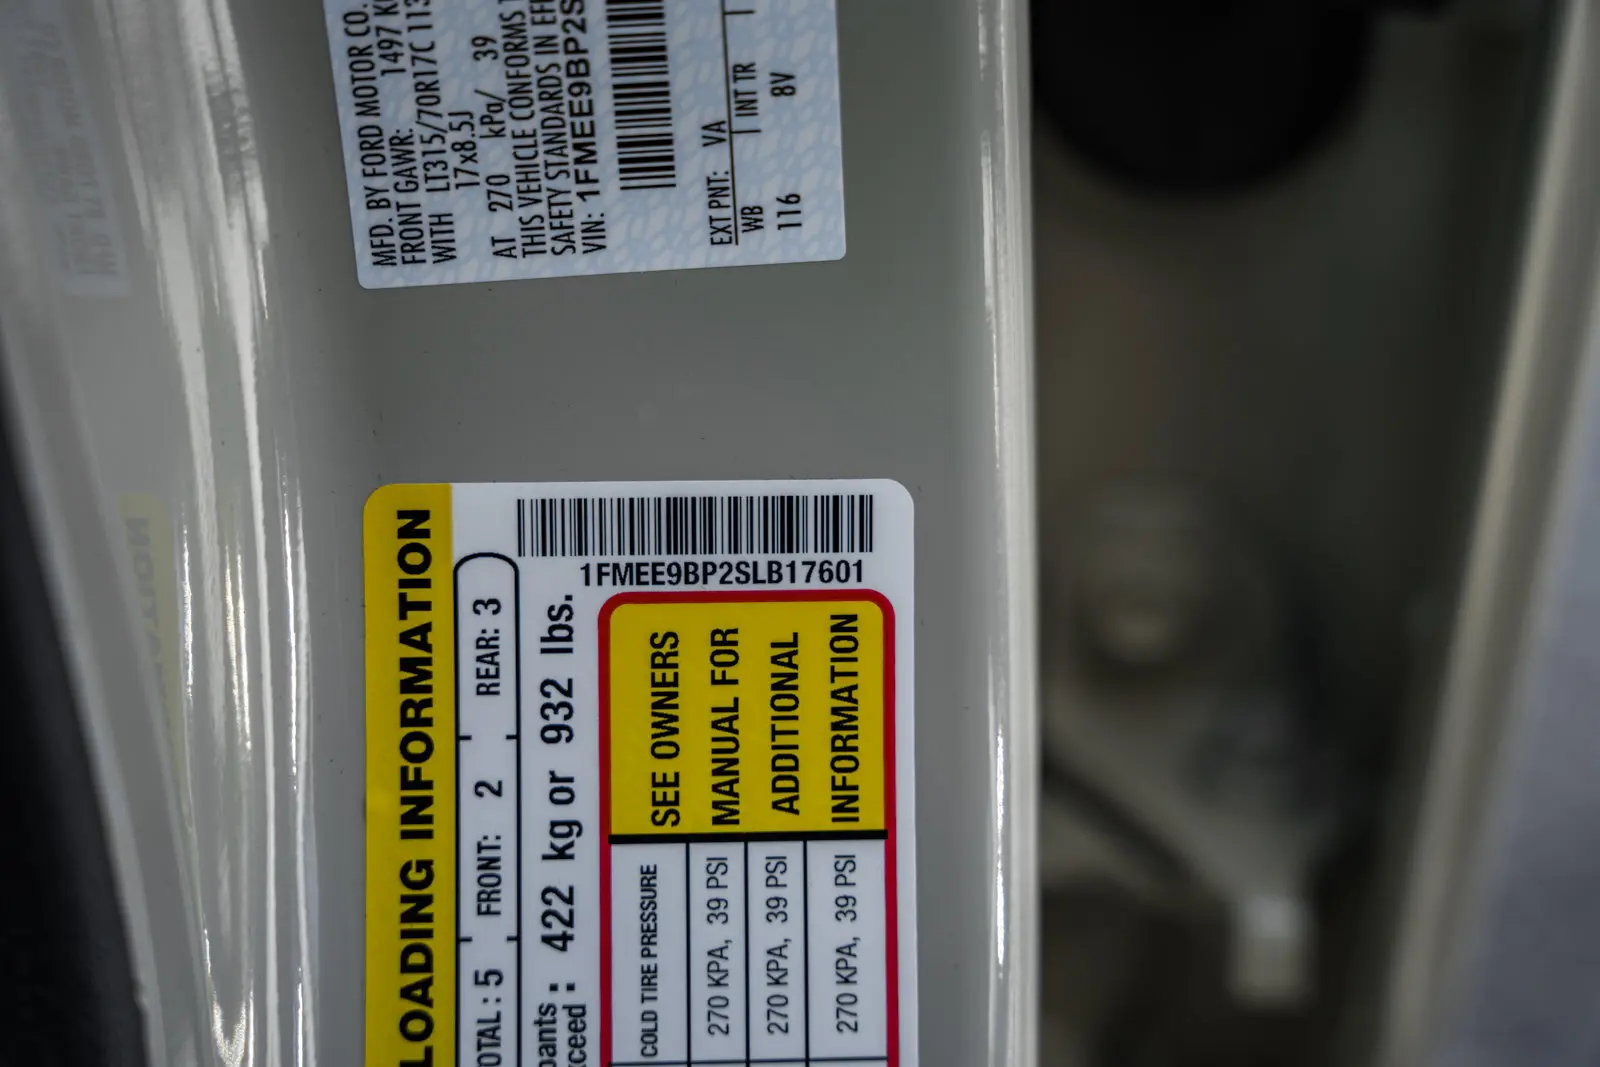 MFD. BY FORD MOTOR CO.
FRONT GAWR: 1497 K
WITH LT315/70R17C 113
17x8.5J
AT 270 kPa/ 39
THIS VEHICLE CONFORMS T
SAFETY STANDARDS IN EF
VIN: 1FMEE9BP2S
EXT PNT: VA
WB INT TR
116 8V
LOADING INFORMATION
1FMEE9BP2SLB17601
OTAL : 5 FRONT: 2 REAR: 3
pants
xceed : 422 kg or 932 lbs.
COLD TIRE PRESSURE
270 KPA, 39 PSI
270 KPA, 39 PSI
270 KPA, 39 PSI
SEE OWNERS
MANUAL FOR
ADDITIONAL
INFORMATION